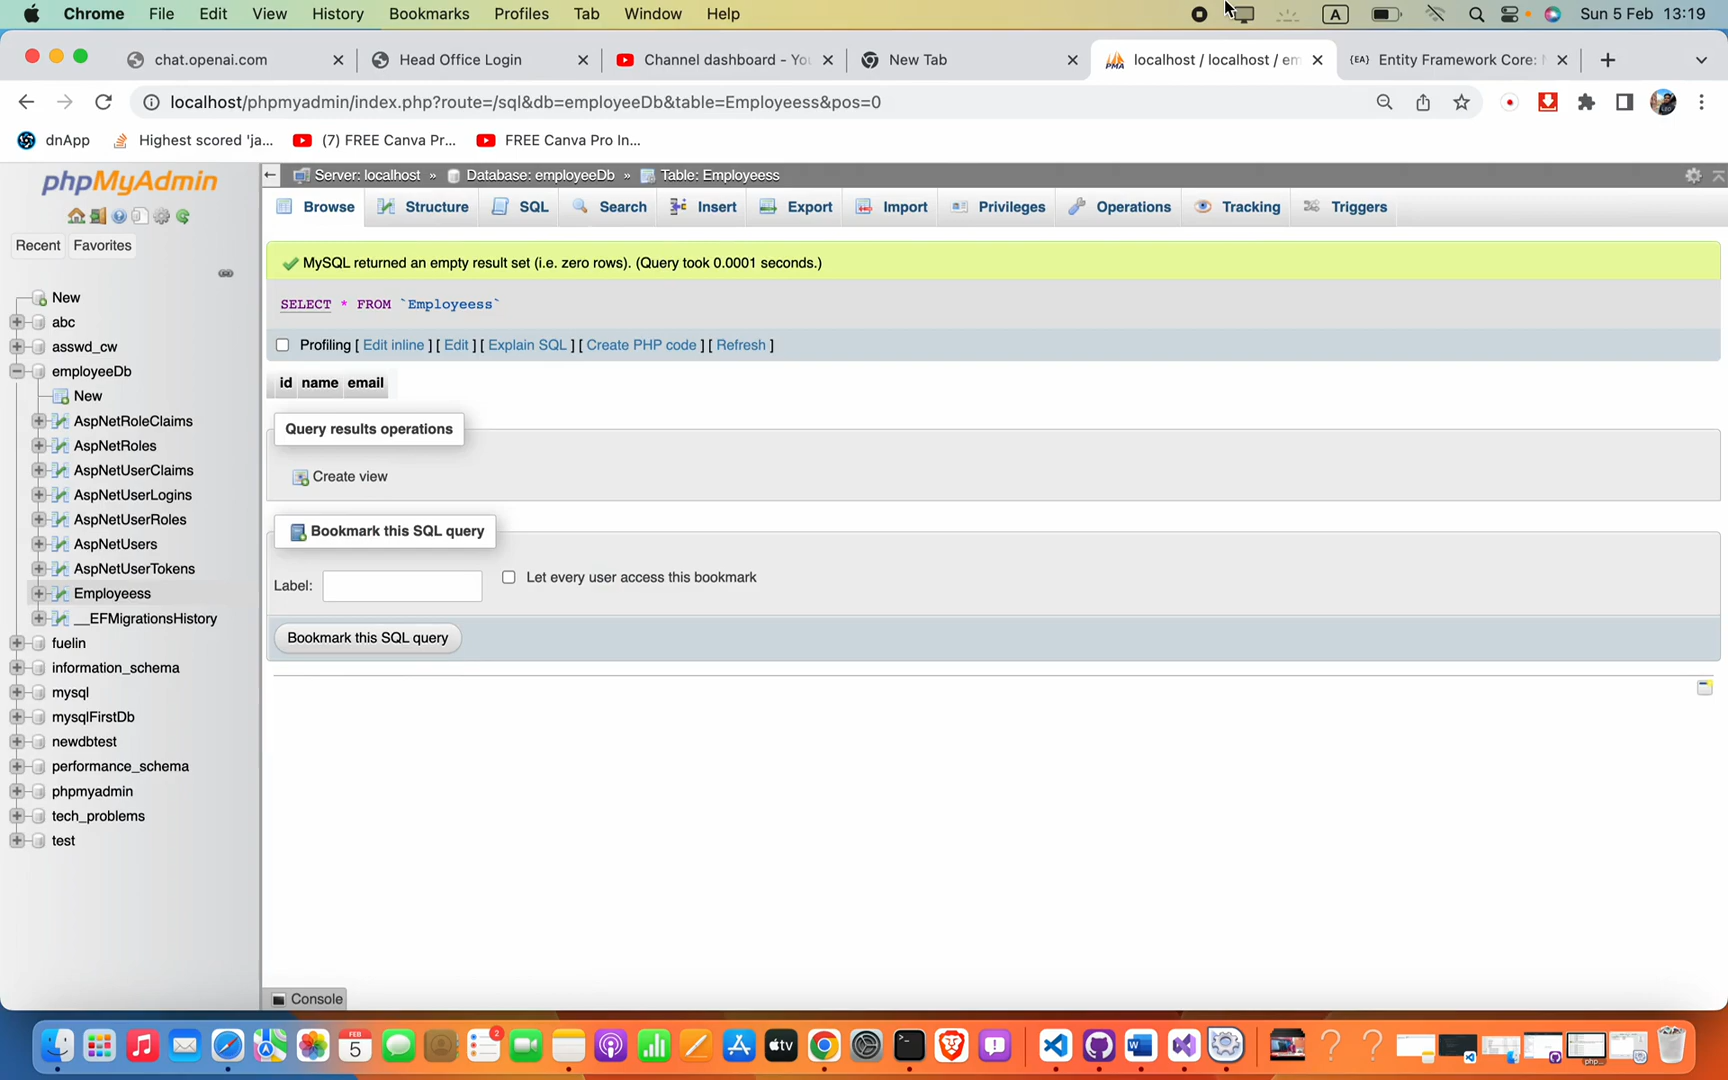 Chrome File Edit View History Bookmarks Profiles Tab Window Help A Sun 5 Feb 13:19
chat.openai.com Head Office Login Channel dashboard - You New Tab localhost / localhost / em {EA} Entity Framework Core:
localhost/phpmyadmin/index.php?route=/sql&db=employeeDb&table=Employeess&pos=0
dnApp Highest scored 'ja... (7) FREE Canva Pr... FREE Canva Pro In...
phpMyAdmin
Recent Favorites
New
abc
asswd_cw
employeeDb
New
AspNetRoleClaims
AspNetRoles
AspNetUserClaims
AspNetUserLogins
AspNetUserRoles
AspNetUsers
AspNetUserTokens
Employeess
__EFMigrationsHistory
fuelin
information_schema
mysql
mysqlFirstDb
newdbtest
performance_schema
phpmyadmin
tech_problems
test
Server: localhost » Database: employeeDb » Table: Employeess
Browse Structure SQL Search Insert Export Import Privileges Operations Tracking Triggers
MySQL returned an empty result set (i.e. zero rows). (Query took 0.0001 seconds.)
SELECT * FROM `Employeess`
Profiling [ Edit inline ] [ Edit ] [ Explain SQL ] [ Create PHP code ] [ Refresh ]
id name email
Query results operations
Create view
Bookmark this SQL query
Label: Let every user access this bookmark
Bookmark this SQL query
Console
FEB
5
2
tv